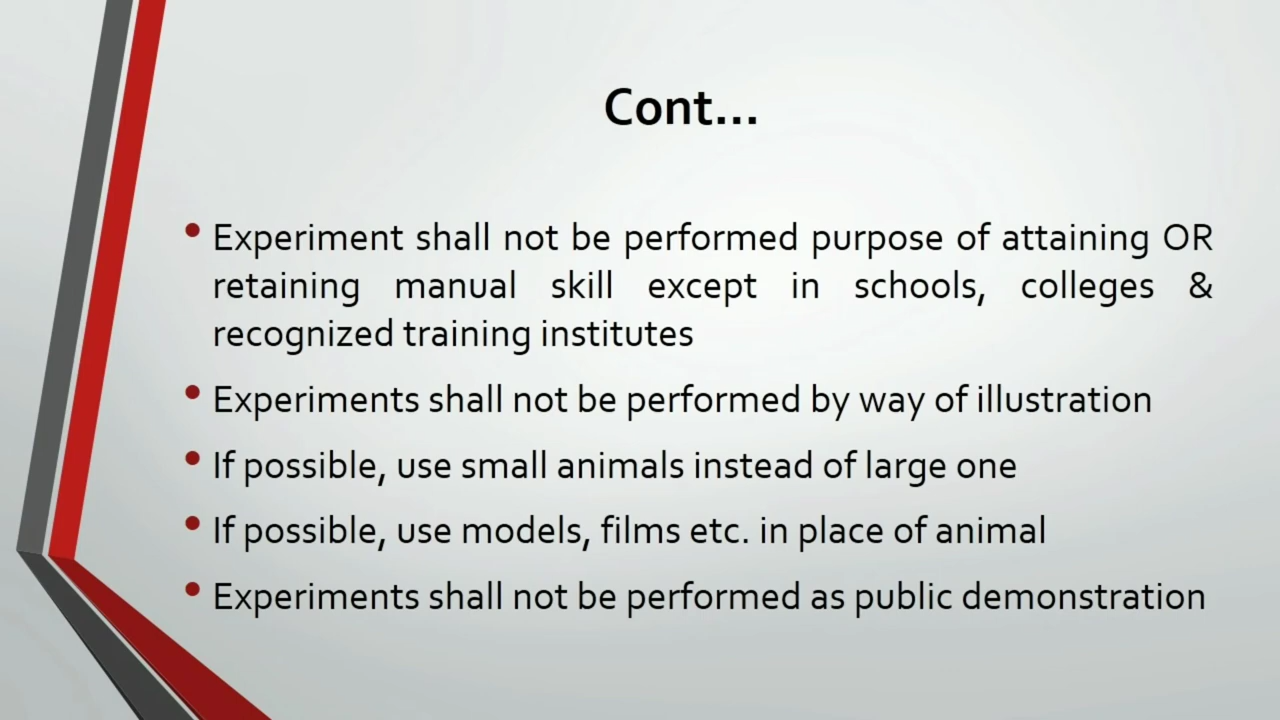 Cont...
• Experiment shall not be performed purpose of attaining OR
retaining manual skill except in schools, colleges &
recognized training institutes
• Experiments shall not be performed by way of illustration
• If possible, use small animals instead of large one
• If possible, use models, films etc. in place of animal
• Experiments shall not be performed as public demonstration